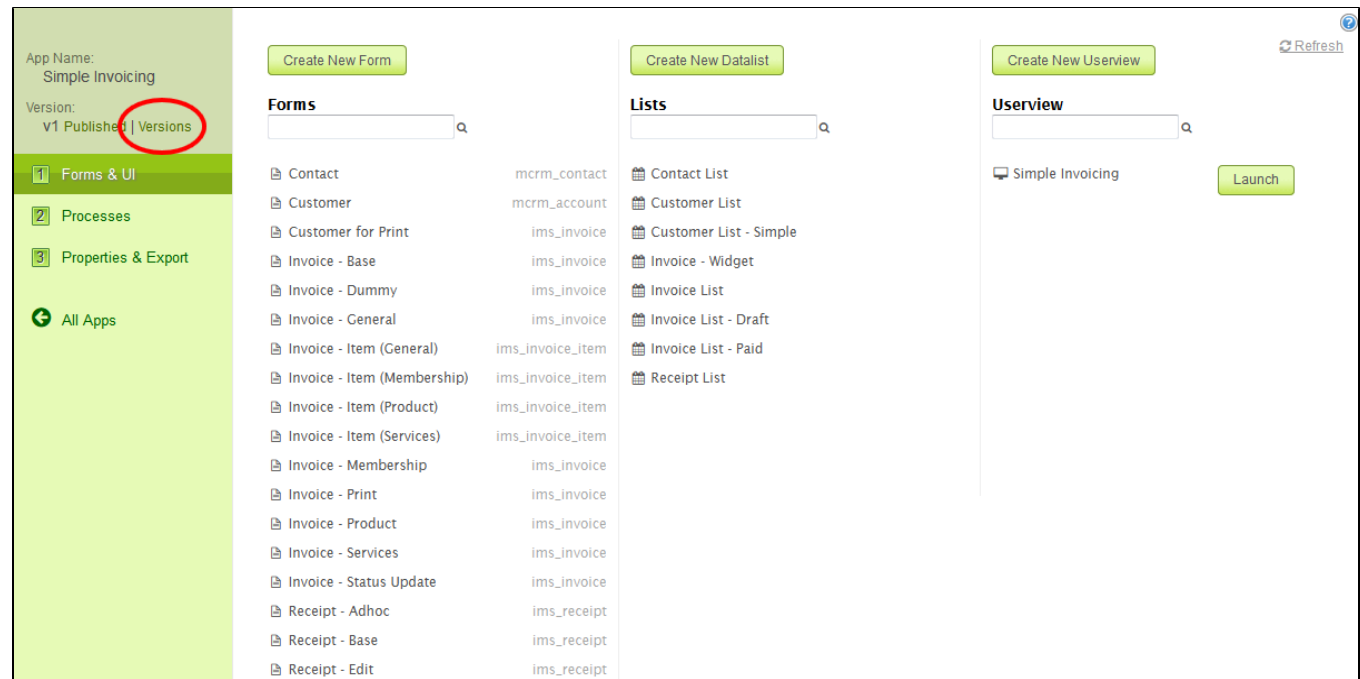 App Name:
Simple Invoicing
Version:
v1 Published | Versions
1 Forms & UI
2 Processes
3 Properties & Export
All Apps
?
Refresh
Create New Form
Forms
Contact mcrm_contact
Customer mcrm_account
Customer for Print ims_invoice
Invoice - Base ims_invoice
Invoice - Dummy ims_invoice
Invoice - General ims_invoice
Invoice - Item (General) ims_invoice_item
Invoice - Item (Membership) ims_invoice_item
Invoice - Item (Product) ims_invoice_item
Invoice - Item (Services) ims_invoice_item
Invoice - Membership ims_invoice
Invoice - Print ims_invoice
Invoice - Product ims_invoice
Invoice - Services ims_invoice
Invoice - Status Update ims_invoice
Receipt - Adhoc ims_receipt
Receipt - Base ims_receipt
Receipt - Edit ims_receipt
Create New Datalist
Lists
Contact List
Customer List
Customer List - Simple
Invoice - Widget
Invoice List
Invoice List - Draft
Invoice List - Paid
Receipt List
Create New Userview
Userview
Simple Invoicing
Launch